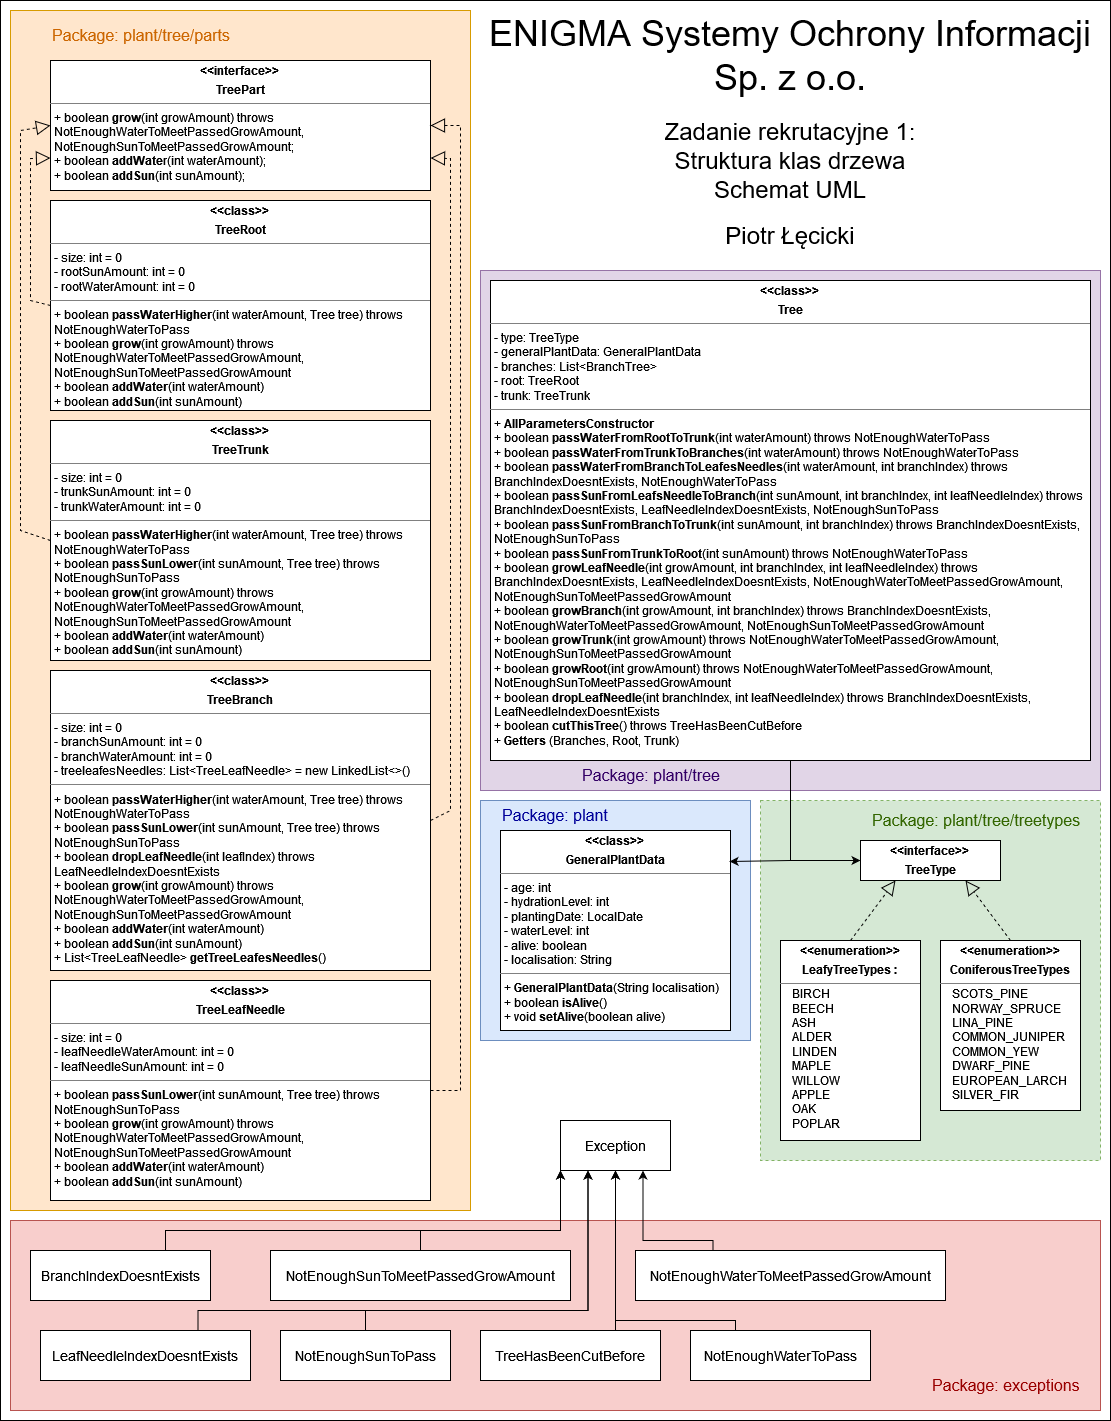 Package: plant/tree/parts
<<interface>>
TreePart
+ boolean grow(int growAmount) throws
NotEnoughWaterToMeetPassedGrowAmount,
NotEnoughSunToMeetPassedGrowAmount;
+ boolean addWater(int waterAmount);
+ boolean addSun(int sunAmount);
<<class>>
TreeRoot
- size: int = 0
- rootSunAmount: int = 0
- rootWaterAmount: int = 0
+ boolean passWaterHigher(int waterAmount, Tree tree) throws
NotEnoughWaterToPass
+ boolean grow(int growAmount) throws
NotEnoughWaterToMeetPassedGrowAmount,
NotEnoughSunToMeetPassedGrowAmount
+ boolean addWater(int waterAmount)
+ boolean addSun(int sunAmount)
<<class>>
TreeTrunk
- size: int = 0
- trunkSunAmount: int = 0
- trunkWaterAmount: int = 0
+ boolean passWaterHigher(int waterAmount, Tree tree) throws
NotEnoughWaterToPass
+ boolean passSunLower(int sunAmount, Tree tree) throws
NotEnoughSunToPass
+ boolean grow(int growAmount) throws
NotEnoughWaterToMeetPassedGrowAmount,
NotEnoughSunToMeetPassedGrowAmount
+ boolean addWater(int waterAmount)
+ boolean addSun(int sunAmount)
<<class>>
TreeBranch
- size: int = 0
- branchSunAmount: int = 0
- branchWaterAmount: int = 0
- treeleafesNeedles: List<TreeLeafNeedle> = new LinkedList<>()
+ boolean passWaterHigher(int waterAmount, Tree tree) throws
NotEnoughWaterToPass
+ boolean passSunLower(int sunAmount, Tree tree) throws
NotEnoughSunToPass
+ boolean dropLeafNeedle(int leafIndex) throws
LeafNeedleIndexDoesntExists
+ boolean grow(int growAmount) throws
NotEnoughWaterToMeetPassedGrowAmount,
NotEnoughSunToMeetPassedGrowAmount
+ boolean addWater(int waterAmount)
+ boolean addSun(int sunAmount)
+ List<TreeLeafNeedle> getTreeLeafesNeedles()
<<class>>
TreeLeafNeedle
- size: int = 0
- leafNeedleWaterAmount: int = 0
- leafNeedleSunAmount: int = 0
+ boolean passSunLower(int sunAmount, Tree tree) throws
NotEnoughSunToPass
+ boolean grow(int growAmount) throws
NotEnoughWaterToMeetPassedGrowAmount,
NotEnoughSunToMeetPassedGrowAmount
+ boolean addWater(int waterAmount)
+ boolean addSun(int sunAmount)
ENIGMA Systemy Ochrony Informacji
Sp. z o.o.
Zadanie rekrutacyjne 1:
Struktura klas drzewa
Schemat UML
Piotr Łęcicki
<<class>>
Tree
- type: TreeType
- generalPlantData: GeneralPlantData
- branches: List<BranchTree>
- root: TreeRoot
- trunk: TreeTrunk
+ AllParametersConstructor
+ boolean passWaterFromRootToTrunk(int waterAmount) throws NotEnoughWaterToPass
+ boolean passWaterFromTrunkToBranches(int waterAmount) throws NotEnoughWaterToPass
+ boolean passWaterFromBranchToLeafesNeedles(int waterAmount, int branchIndex) throws
BranchIndexDoesntExists, NotEnoughWaterToPass
+ boolean passSunFromLeafsNeedleToBranch(int sunAmount, int branchIndex, int leafNeedleIndex) throws
BranchIndexDoesntExists, LeafNeedleIndexDoesntExists, NotEnoughSunToPass
+ boolean passSunFromBranchToTrunk(int sunAmount, int branchIndex) throws BranchIndexDoesntExists,
NotEnoughSunToPass
+ boolean passSunFromTrunkToRoot(int sunAmount) throws NotEnoughWaterToPass
+ boolean growLeafNeedle(int growAmount, int branchIndex, int leafNeedleIndex) throws
BranchIndexDoesntExists, LeafNeedleIndexDoesntExists, NotEnoughWaterToMeetPassedGrowAmount,
NotEnoughSunToMeetPassedGrowAmount
+ boolean growBranch(int growAmount, int branchIndex) throws BranchIndexDoesntExists,
NotEnoughWaterToMeetPassedGrowAmount, NotEnoughSunToMeetPassedGrowAmount
+ boolean growTrunk(int growAmount) throws NotEnoughWaterToMeetPassedGrowAmount,
NotEnoughSunToMeetPassedGrowAmount
+ boolean growRoot(int growAmount) throws NotEnoughWaterToMeetPassedGrowAmount,
NotEnoughSunToMeetPassedGrowAmount
+ boolean dropLeafNeedle(int branchIndex, int leafNeedleIndex) throws BranchIndexDoesntExists,
LeafNeedleIndexDoesntExists
+ boolean cutThisTree() throws TreeHasBeenCutBefore
+ Getters (Branches, Root, Trunk)
Package: plant/tree
Package: plant
<<class>>
GeneralPlantData
- age: int
- hydrationLevel: int
- plantingDate: LocalDate
- waterLevel: int
- alive: boolean
- localisation: String
+ GeneralPlantData(String localisation)
+ boolean isAlive()
+ void setAlive(boolean alive)
Package: plant/tree/treetypes
<<interface>>
TreeType
<<enumeration>>
LeafyTreeTypes:
BIRCH
BEECH
ASH
ALDER
LINDEN
MAPLE
WILLOW
APPLE
OAK
POPLAR
<<enumeration>>
ConiferousTreeTypes
SCOTS_PINE
NORWAY_SPRUCE
LINA_PINE
COMMON_JUNIPER
COMMON_YEW
DWARF_PINE
EUROPEAN_LARCH
SILVER_FIR
Exception
BranchIndexDoesntExists
NotEnoughSunToMeetPassedGrowAmount
NotEnoughWaterToMeetPassedGrowAmount
LeafNeedleIndexDoesntExists
NotEnoughSunToPass
TreeHasBeenCutBefore
NotEnoughWaterToPass
Package: exceptions